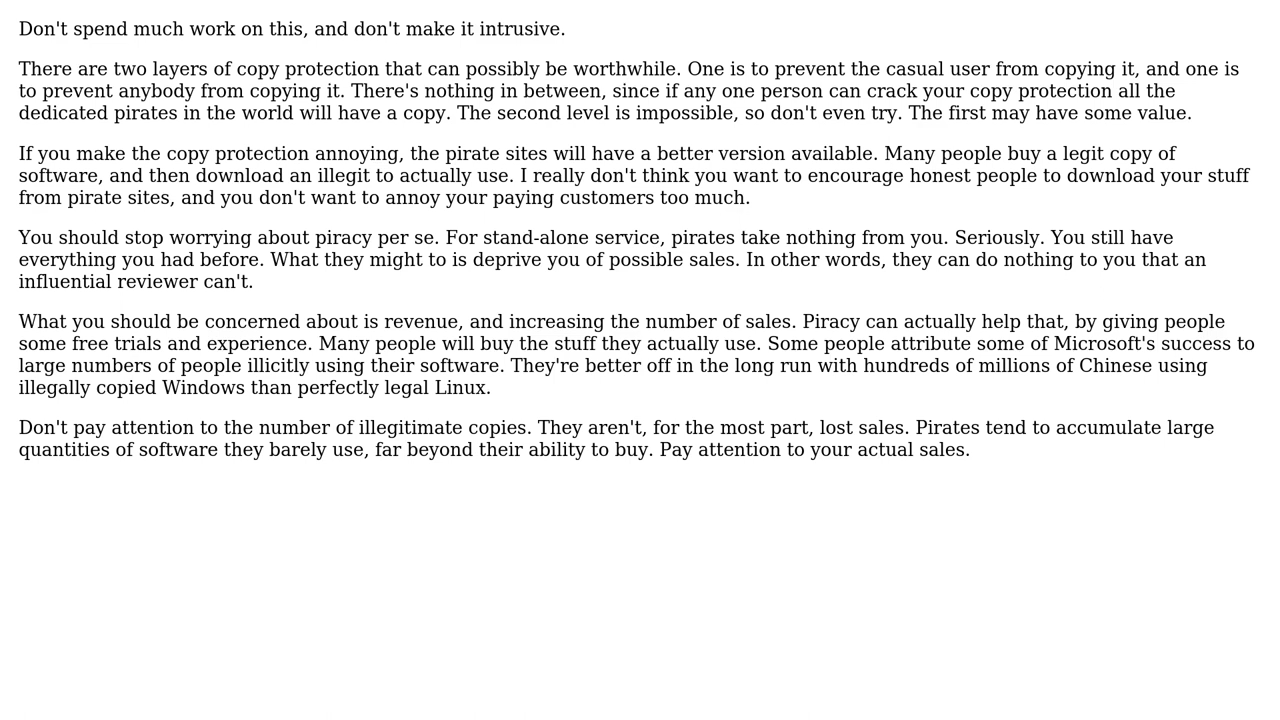 Don't spend much work on this, and don't make it intrusive.
There are two layers of copy protection that can possibly be worthwhile. One is to prevent the casual user from copying it, and one is
to prevent anybody from copying it. There's nothing in between, since if any one person can crack your copy protection all the
dedicated pirates in the world will have a copy. The second level is impossible, so don't even try. The first may have some value.
If you make the copy protection annoying, the pirate sites will have a better version available. Many people buy a legit copy of
software, and then download an illegit to actually use. I really don't think you want to encourage honest people to download your stuff
from pirate sites, and you don't want to annoy your paying customers too much.
You should stop worrying about piracy per se. For stand-alone service, pirates take nothing from you. Seriously. You still have
everything you had before. What they might to is deprive you of possible sales. In other words, they can do nothing to you that an
influential reviewer can't.
What you should be concerned about is revenue, and increasing the number of sales. Piracy can actually help that, by giving people
some free trials and experience. Many people will buy the stuff they actually use. Some people attribute some of Microsoft's success to
large numbers of people illicitly using their software. They're better off in the long run with hundreds of millions of Chinese using
illegally copied Windows than perfectly legal Linux.
Don't pay attention to the number of illegitimate copies. They aren't, for the most part, lost sales. Pirates tend to accumulate large
quantities of software they barely use, far beyond their ability to buy. Pay attention to your actual sales.